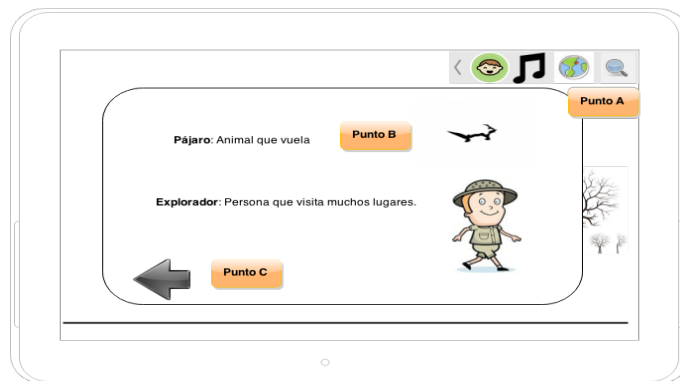 Punto A
Pájaro: Animal que vuela
Punto B
Explorador: Persona que visita muchos lugares.
Punto C